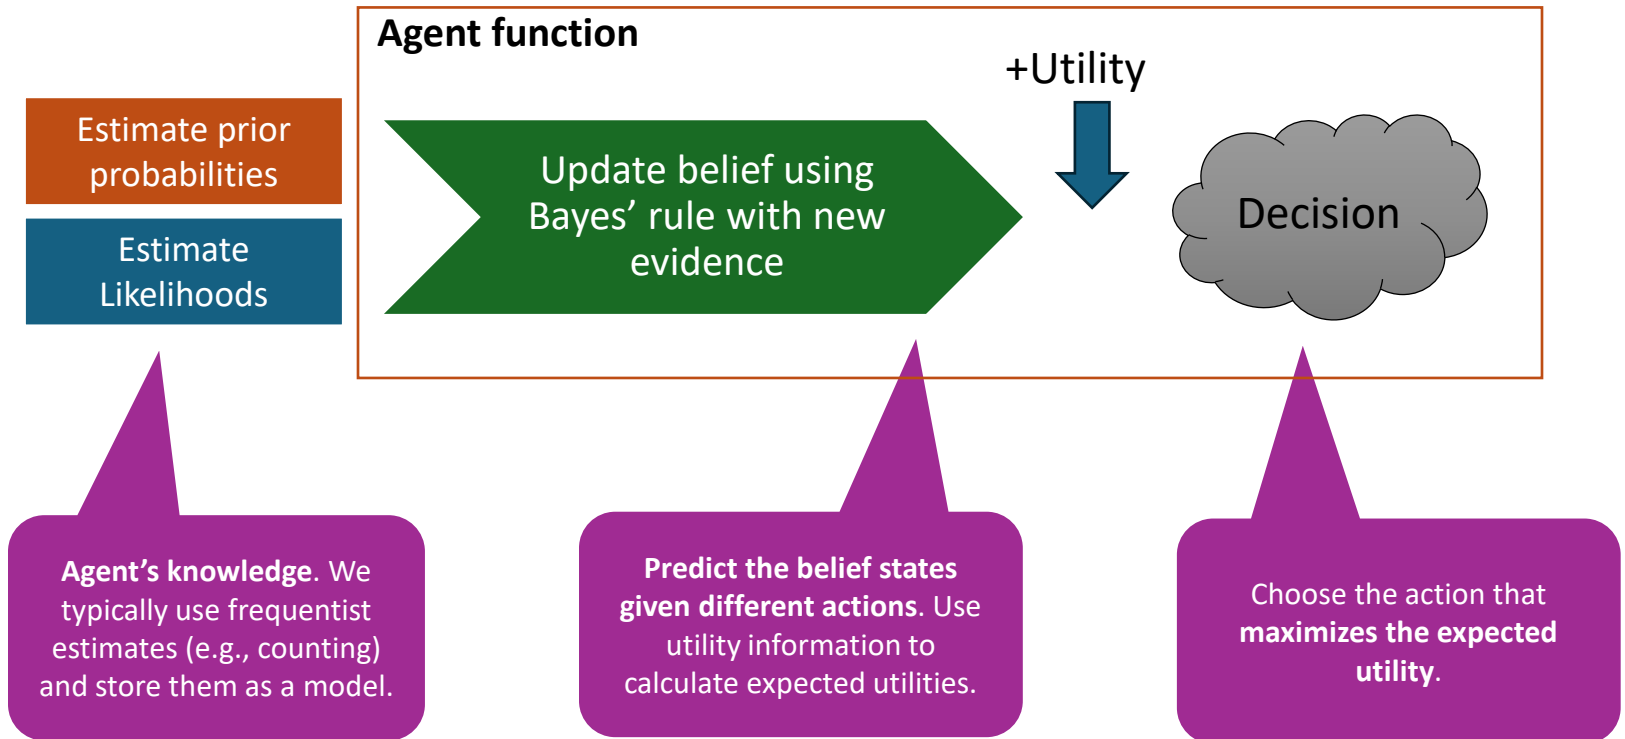 Agent function
+Utility
Estimate prior
probabilities
Estimate
Likelihoods
Update belief using
Bayes’ rule with new
evidence
Decision
Agent’s knowledge. We
typically use frequentist
estimates (e.g., counting)
and store them as a model.
Predict the belief states
given different actions. Use
utility information to
calculate expected utilities.
Choose the action that
maximizes the expected
utility.